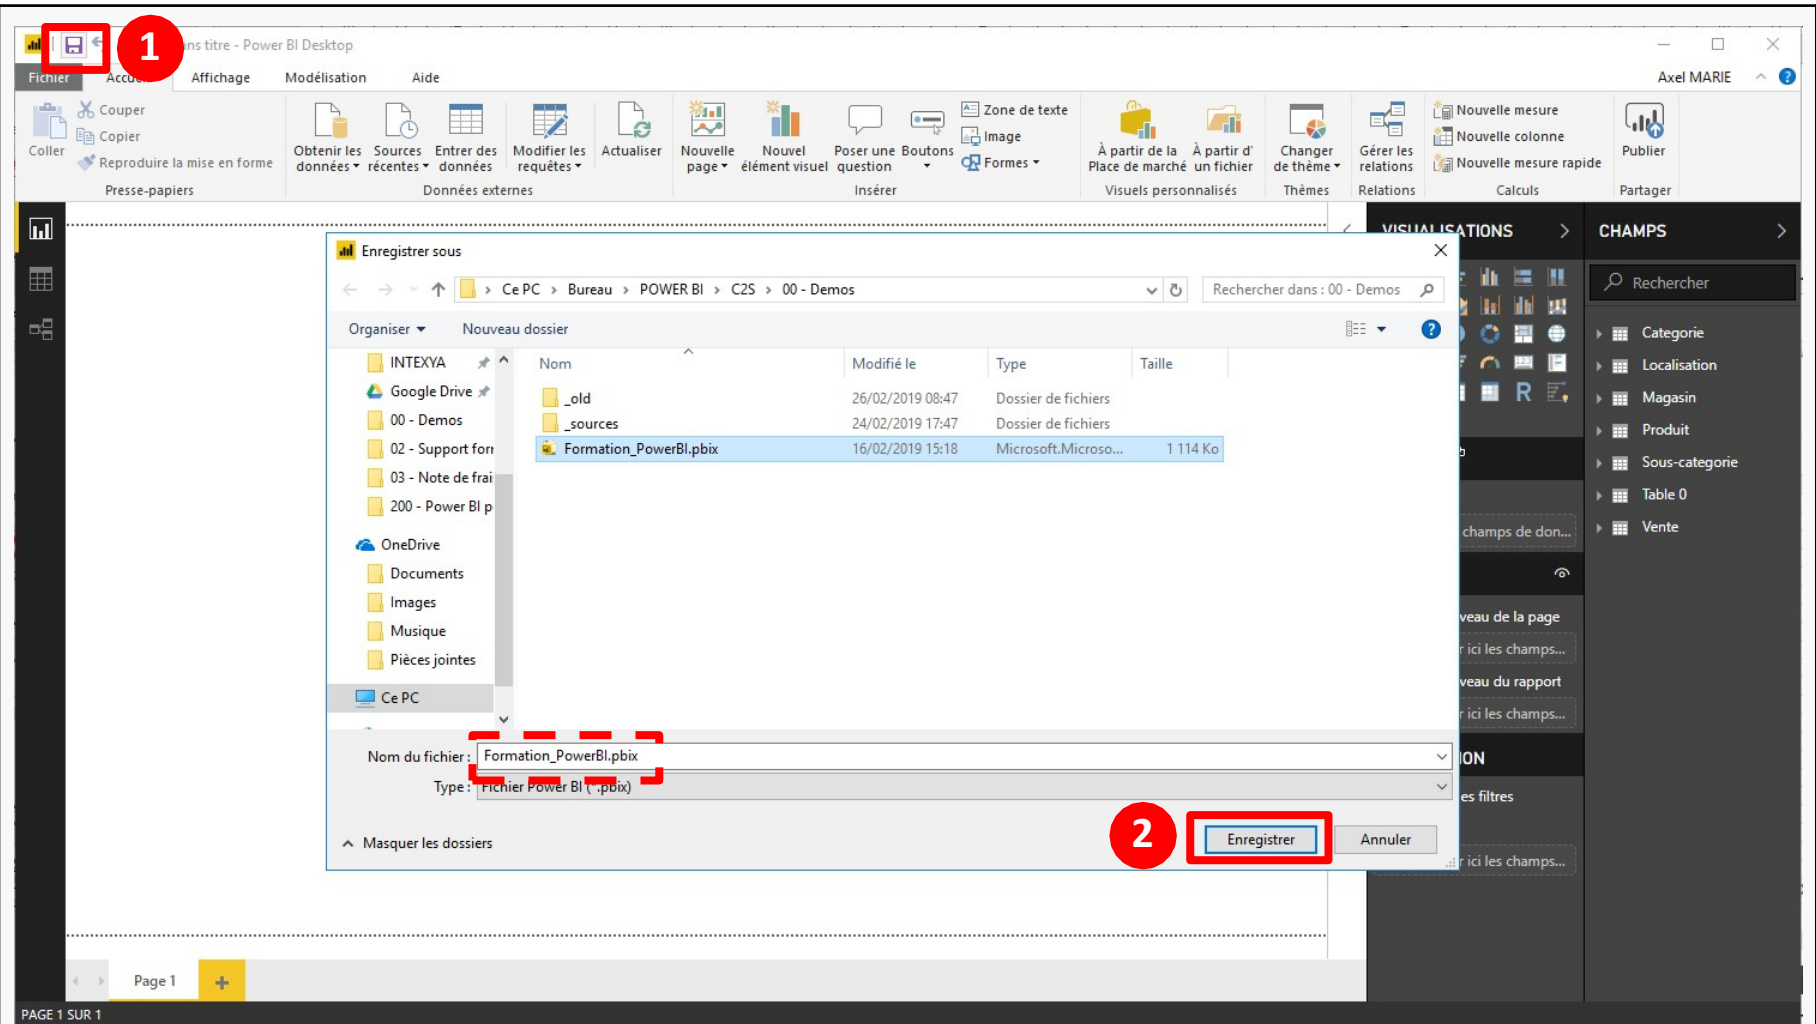 1
ns titre - Power BI Desktop
Fichier Accueil Affichage Modélisation Aide
Axel MARIE
Coller
Couper
Copier
Reproduire la mise en forme
Presse-papiers
Obtenir les données
Sources récentes
Entrer des données
Modifier les requêtes
Actualiser
Données externes
Nouvelle page
Nouvel élément visuel
Poser une question
Boutons
Zone de texte
Image
Formes
Insérer
À partir de la Place de marché
À partir d' un fichier
Visuels personnalisés
Changer de thème
Thèmes
Gérer les relations
Relations
Nouvelle mesure
Nouvelle colonne
Nouvelle mesure rapide
Calculs
Publier
Partager
Enregistrer sous
Ce PC > Bureau > POWER BI > C2S > 00 - Demos
Rechercher dans : 00 - Demos
Organiser Nouveau dossier
INTEXYA
Google Drive
00 - Demos
02 - Support forr
03 - Note de frai
200 - Power BI p
OneDrive
Documents
Images
Musique
Pièces jointes
Ce PC
Nom Modifié le Type Taille
_old 26/02/2019 08:47 Dossier de fichiers
_sources 24/02/2019 17:47 Dossier de fichiers
Formation_PowerBI.pbix 16/02/2019 15:18 Microsoft.Microso... 1 114 Ko
Nom du fichier : Formation_PowerBI.pbix
Type : Fichier Power BI (*.pbix)
Masquer les dossiers
2
Enregistrer Annuler
VISUALISATIONS
R
champs de don...
veau de la page
r ici les champs...
veau du rapport
r ici les champs...
ION
es filtres
r ici les champs...
CHAMPS
Rechercher
Categorie
Localisation
Magasin
Produit
Sous-categorie
Table 0
Vente
Page 1
PAGE 1 SUR 1